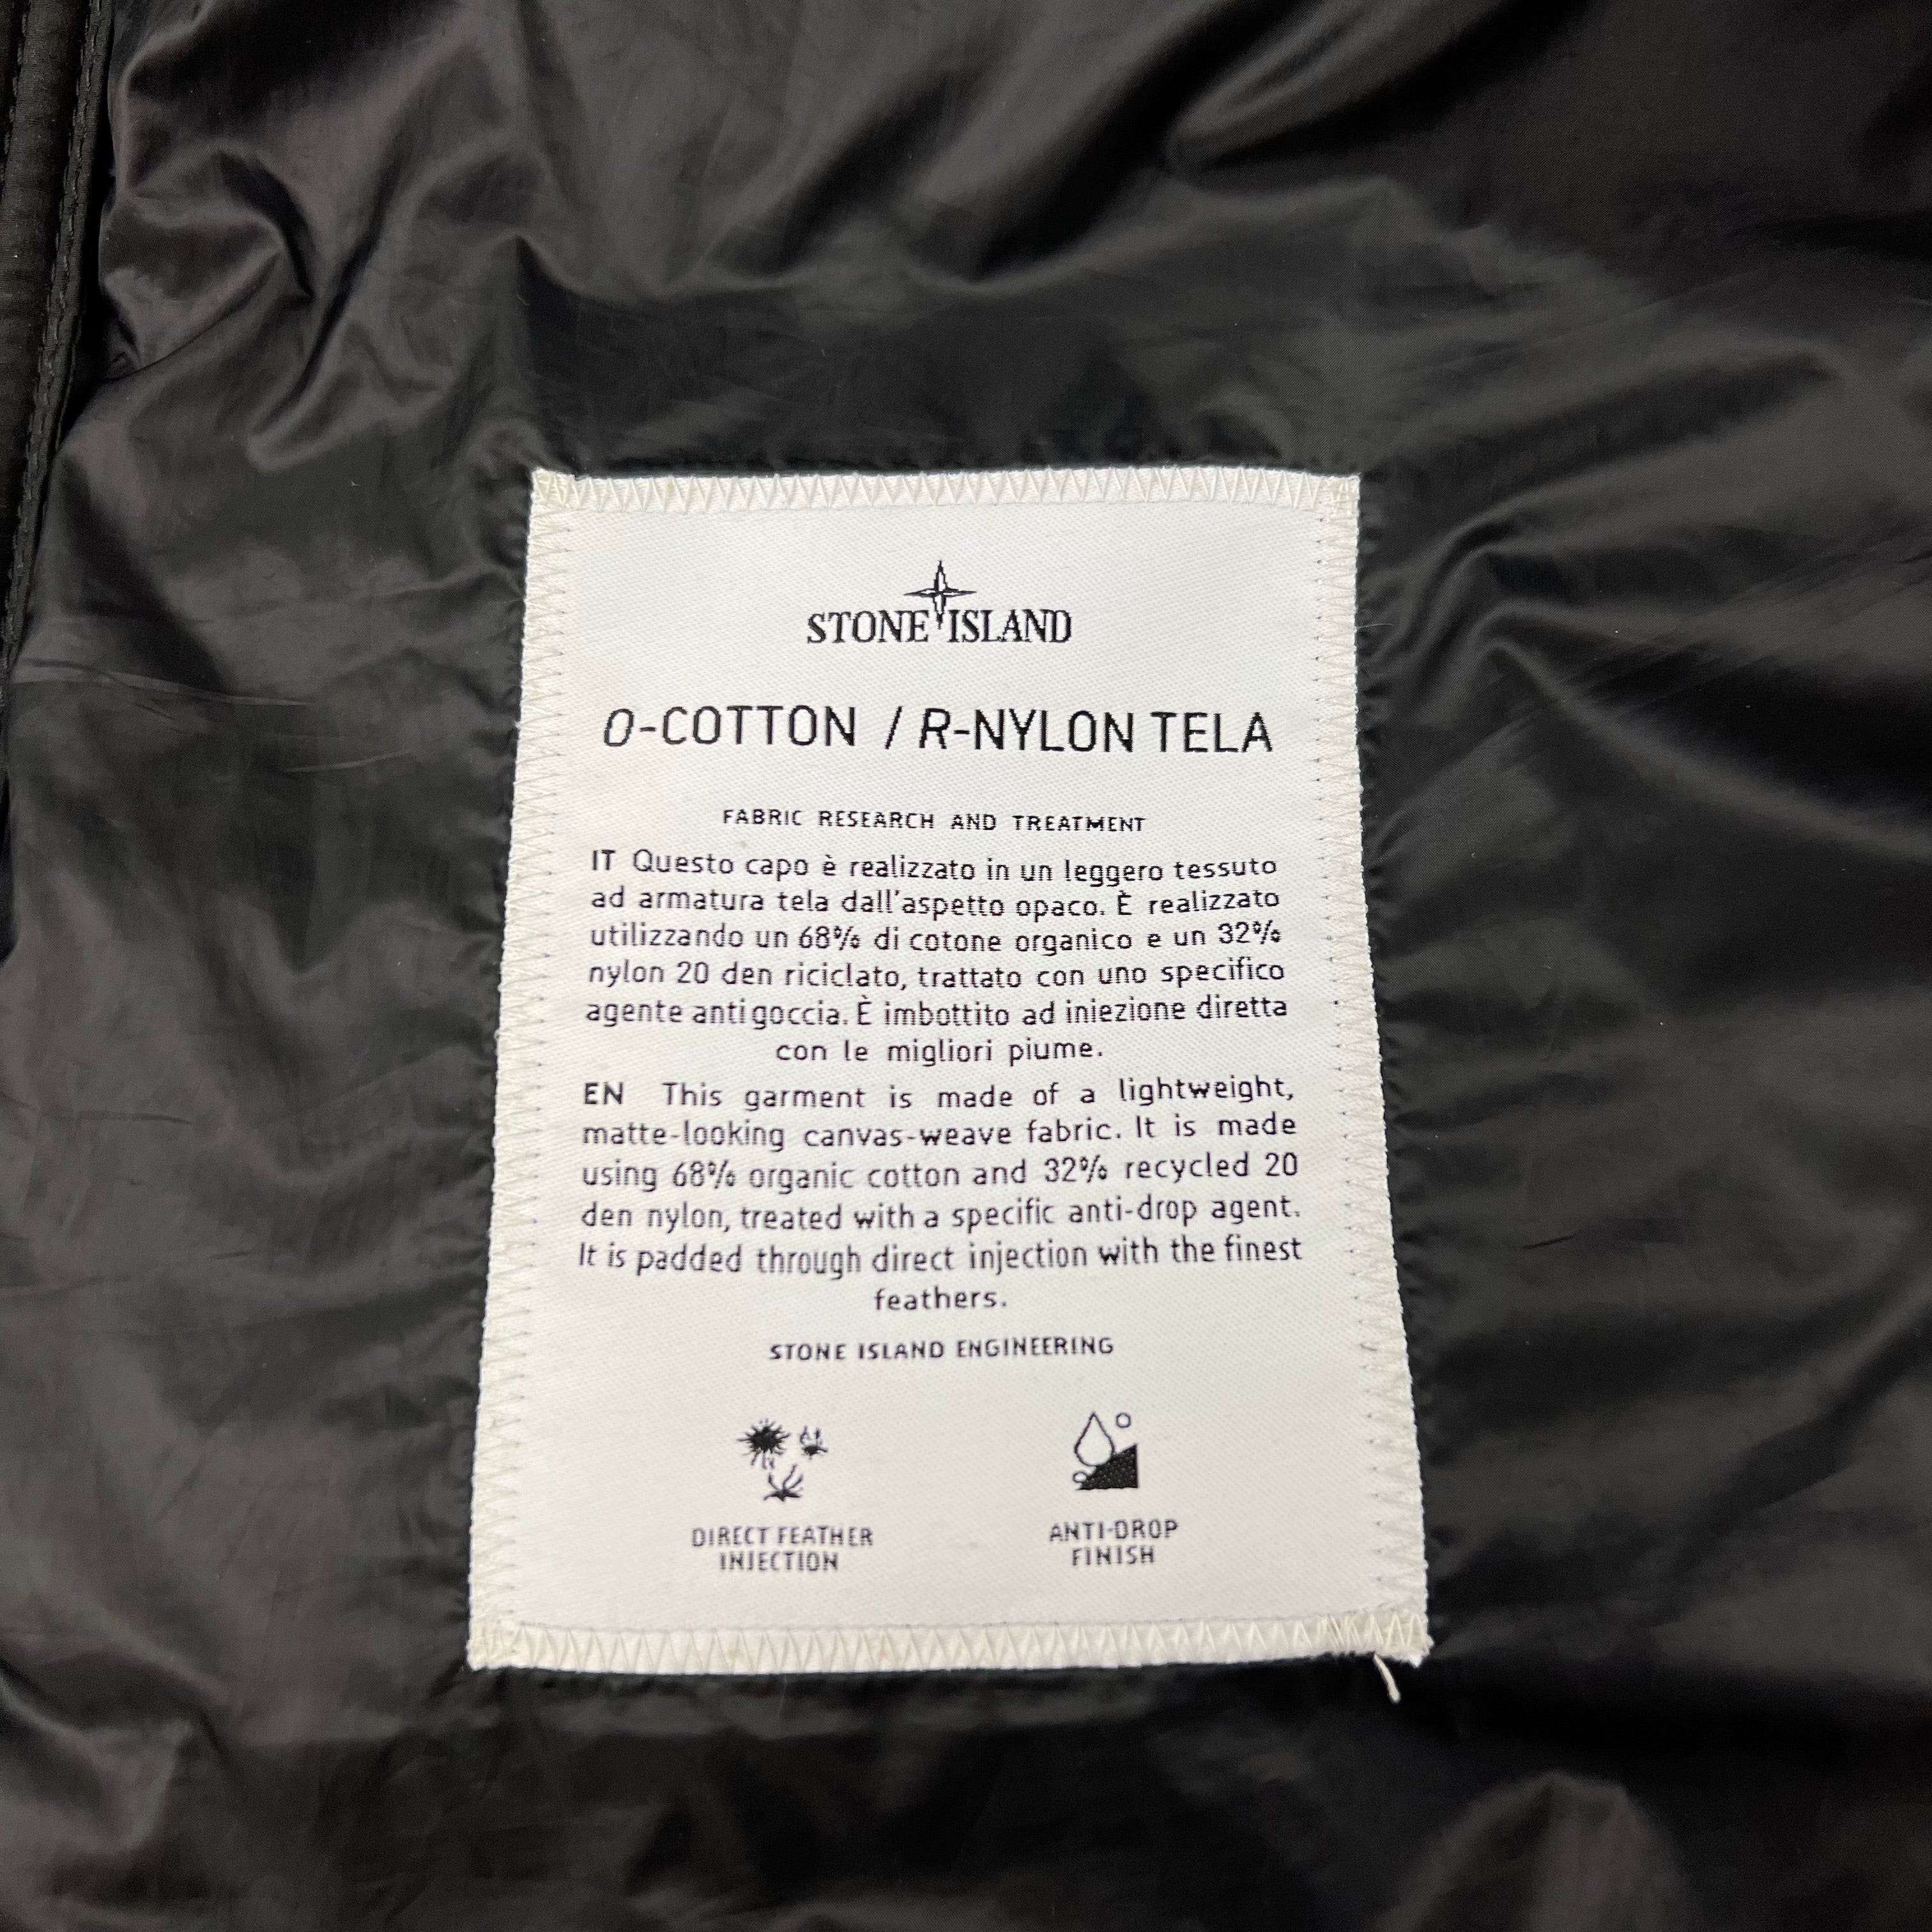 STONE ISLAND
O-COTTON / R-NYLON TELA
FABRIC RESEARCH AND TREATMENT
IT Questo capo è realizzato in un leggero tessuto
ad armatura tela dall'aspetto opaco. È realizzato
utilizzando un 68% di cotone organico e un 32%
nylon 20 den riciclato, trattato con uno specifico
agente antigoccia. È imbottito ad iniezione diretta
con le migliori piume.
EN This garment is made of a lightweight,
matte-looking canvas-weave fabric. It is made
using 68% organic cotton and 32% recycled 20
den nylon, treated with a specific anti-drop agent.
It is padded through direct injection with the finest
feathers.
STONE ISLAND ENGINEERING
DIRECT FEATHER
INJECTION
ANTI-DROP
FINISH